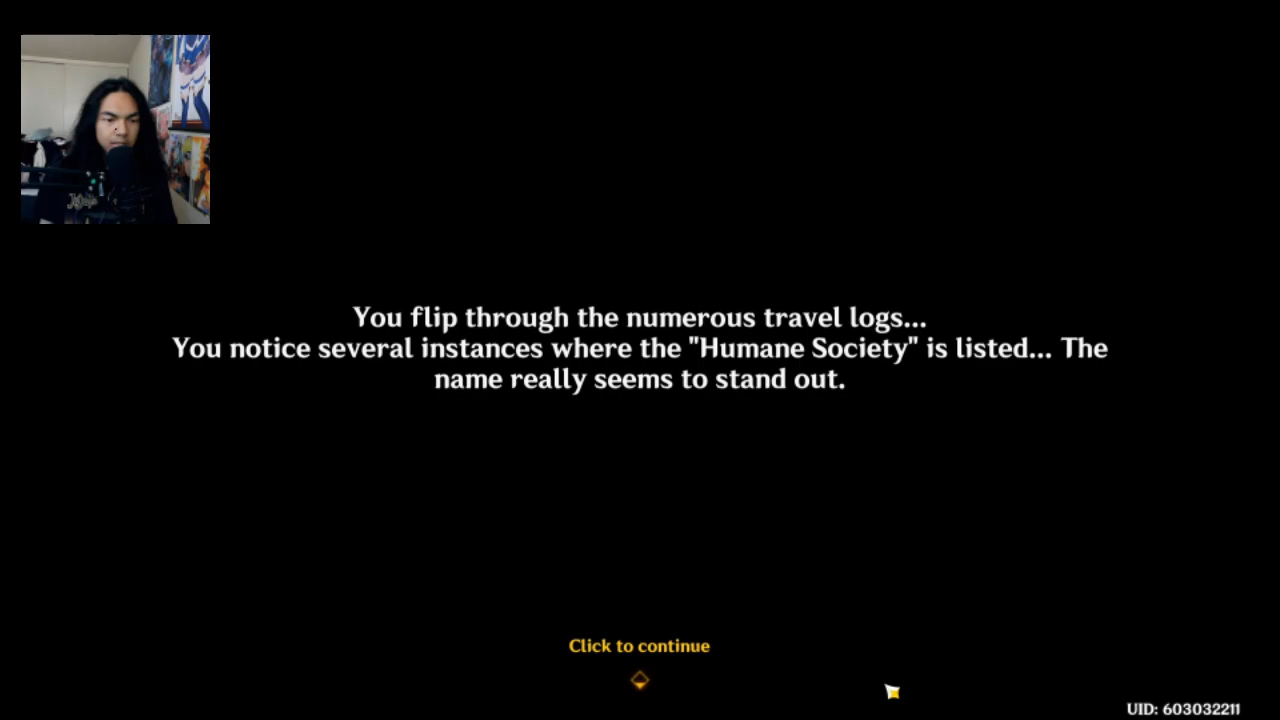 You flip through the numerous travel logs...
You notice several instances where the "Humane Society" is listed... The
name really seems to stand out.
Click to continue
UID: 603032211